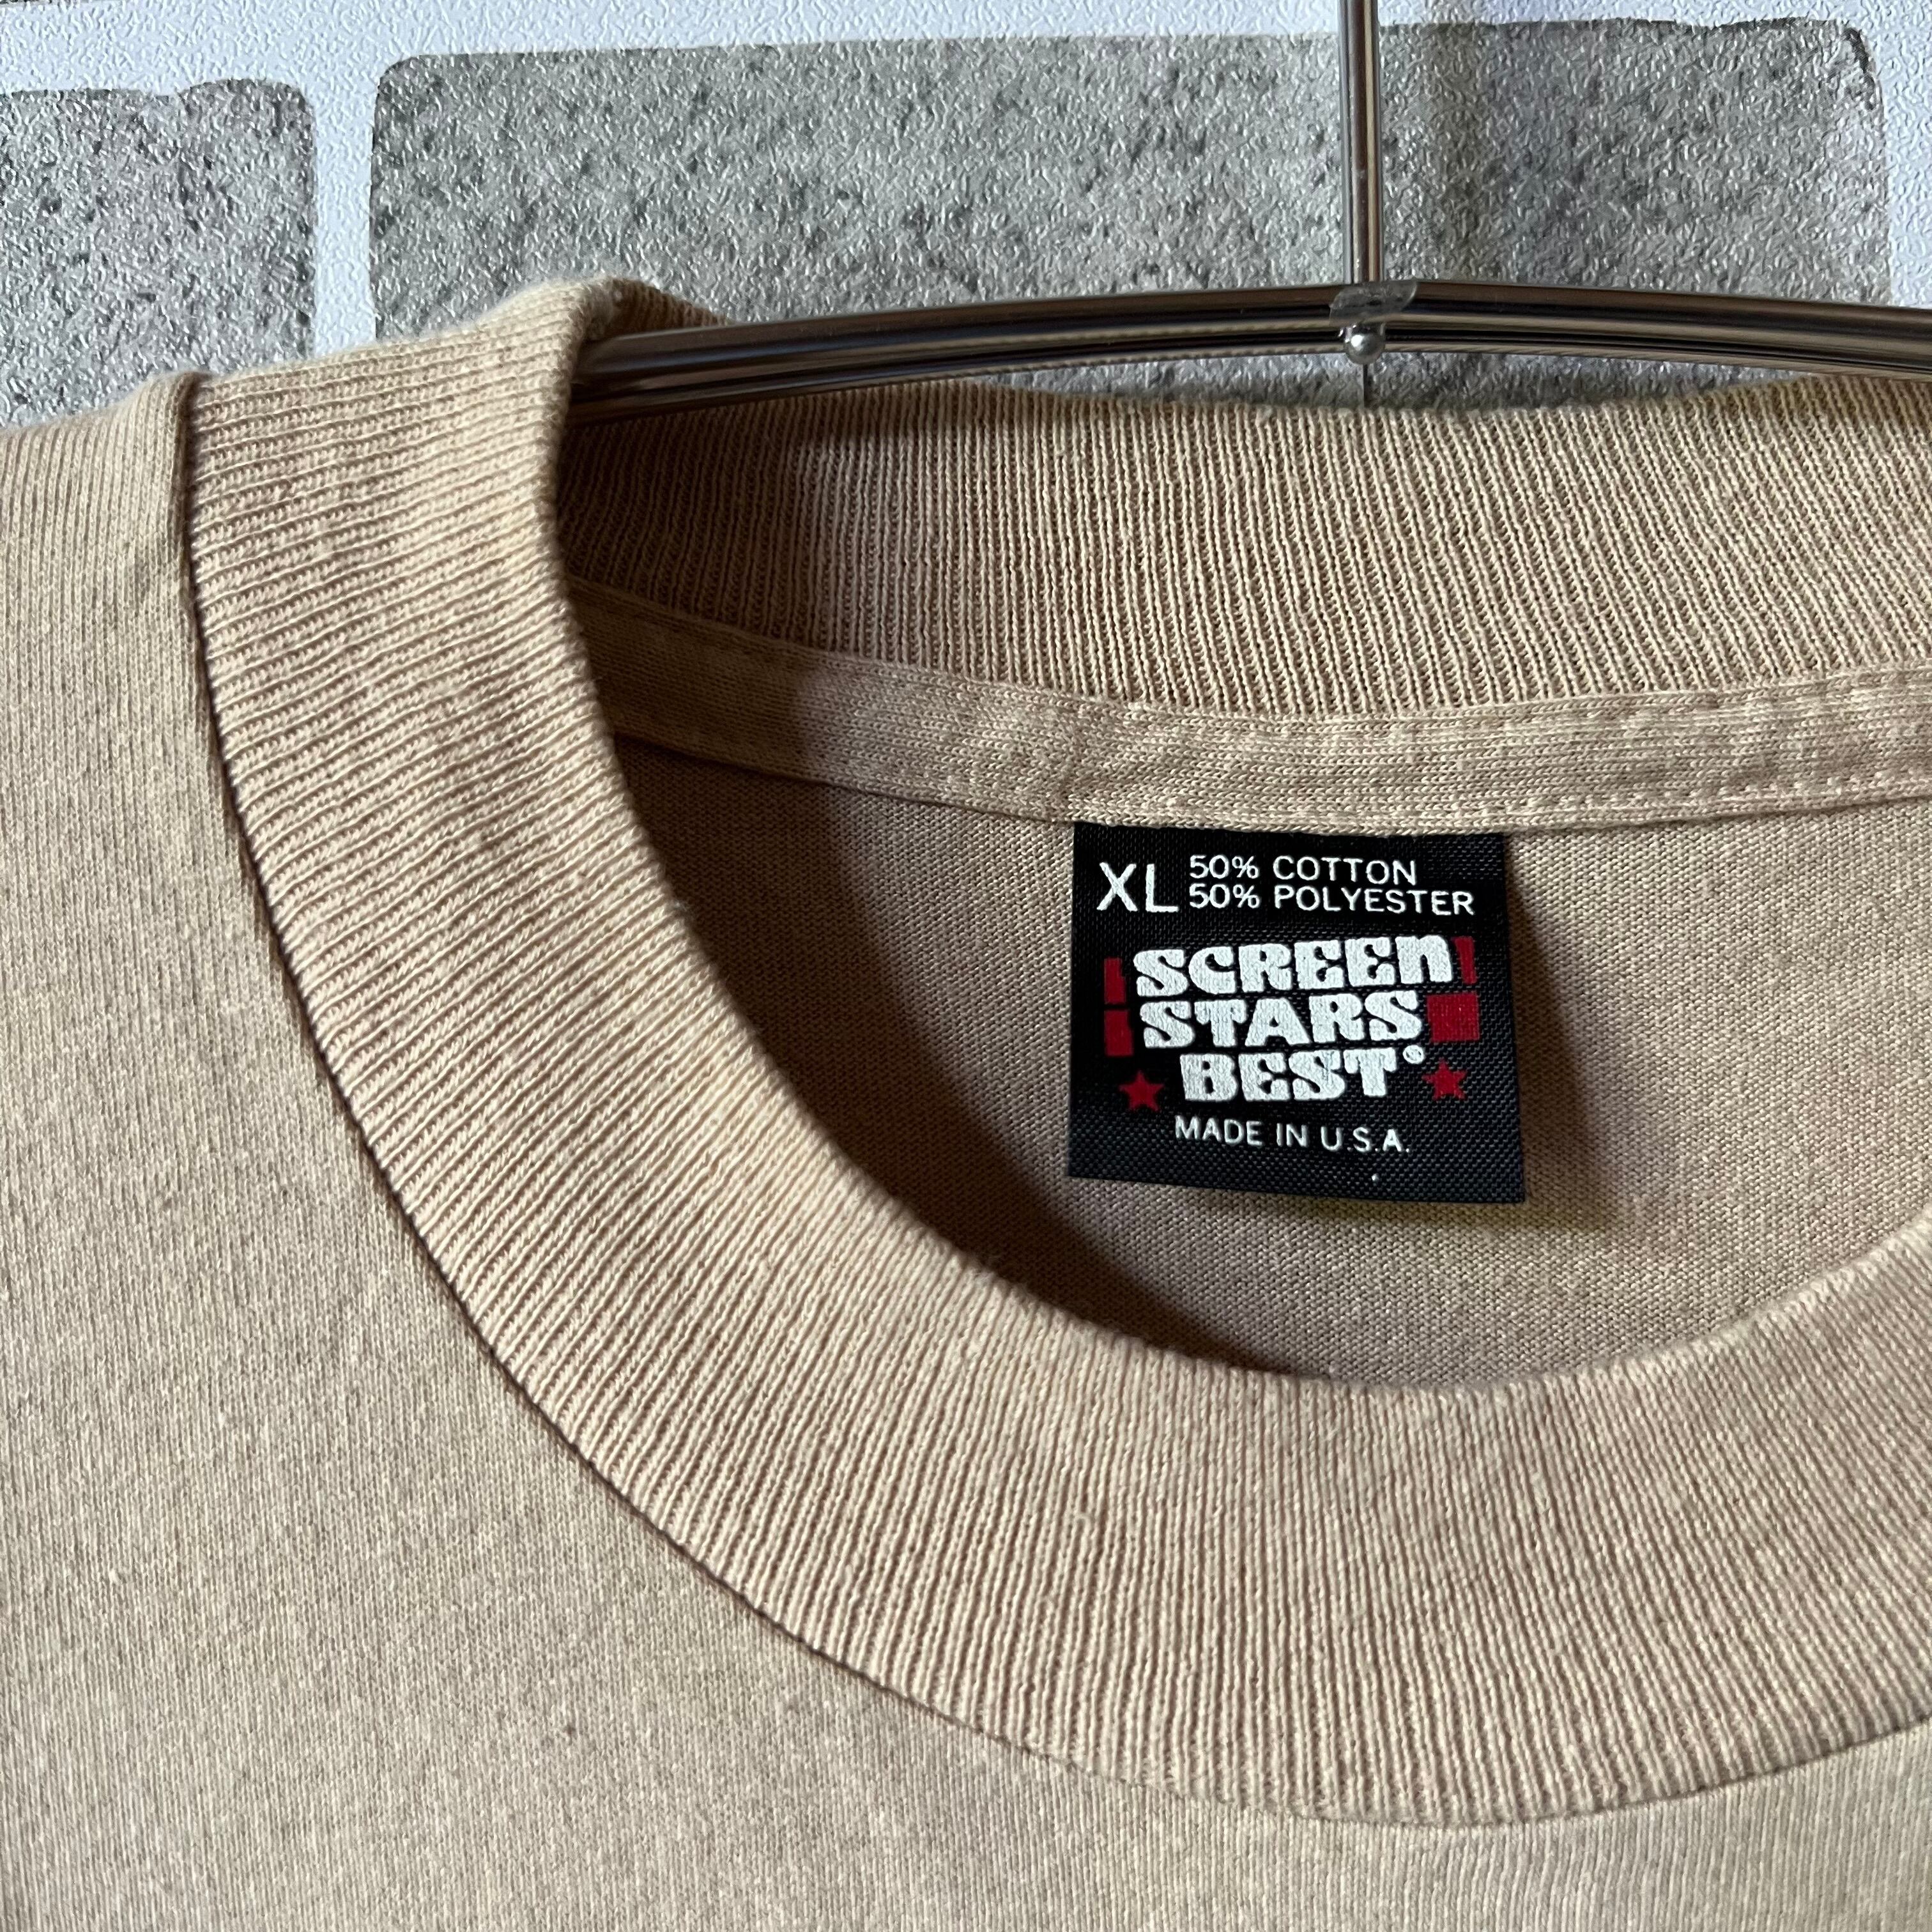 XL 50% COTTON
50% POLYESTER
SCREEN
STARS
BEST®
MADE IN U.S.A.